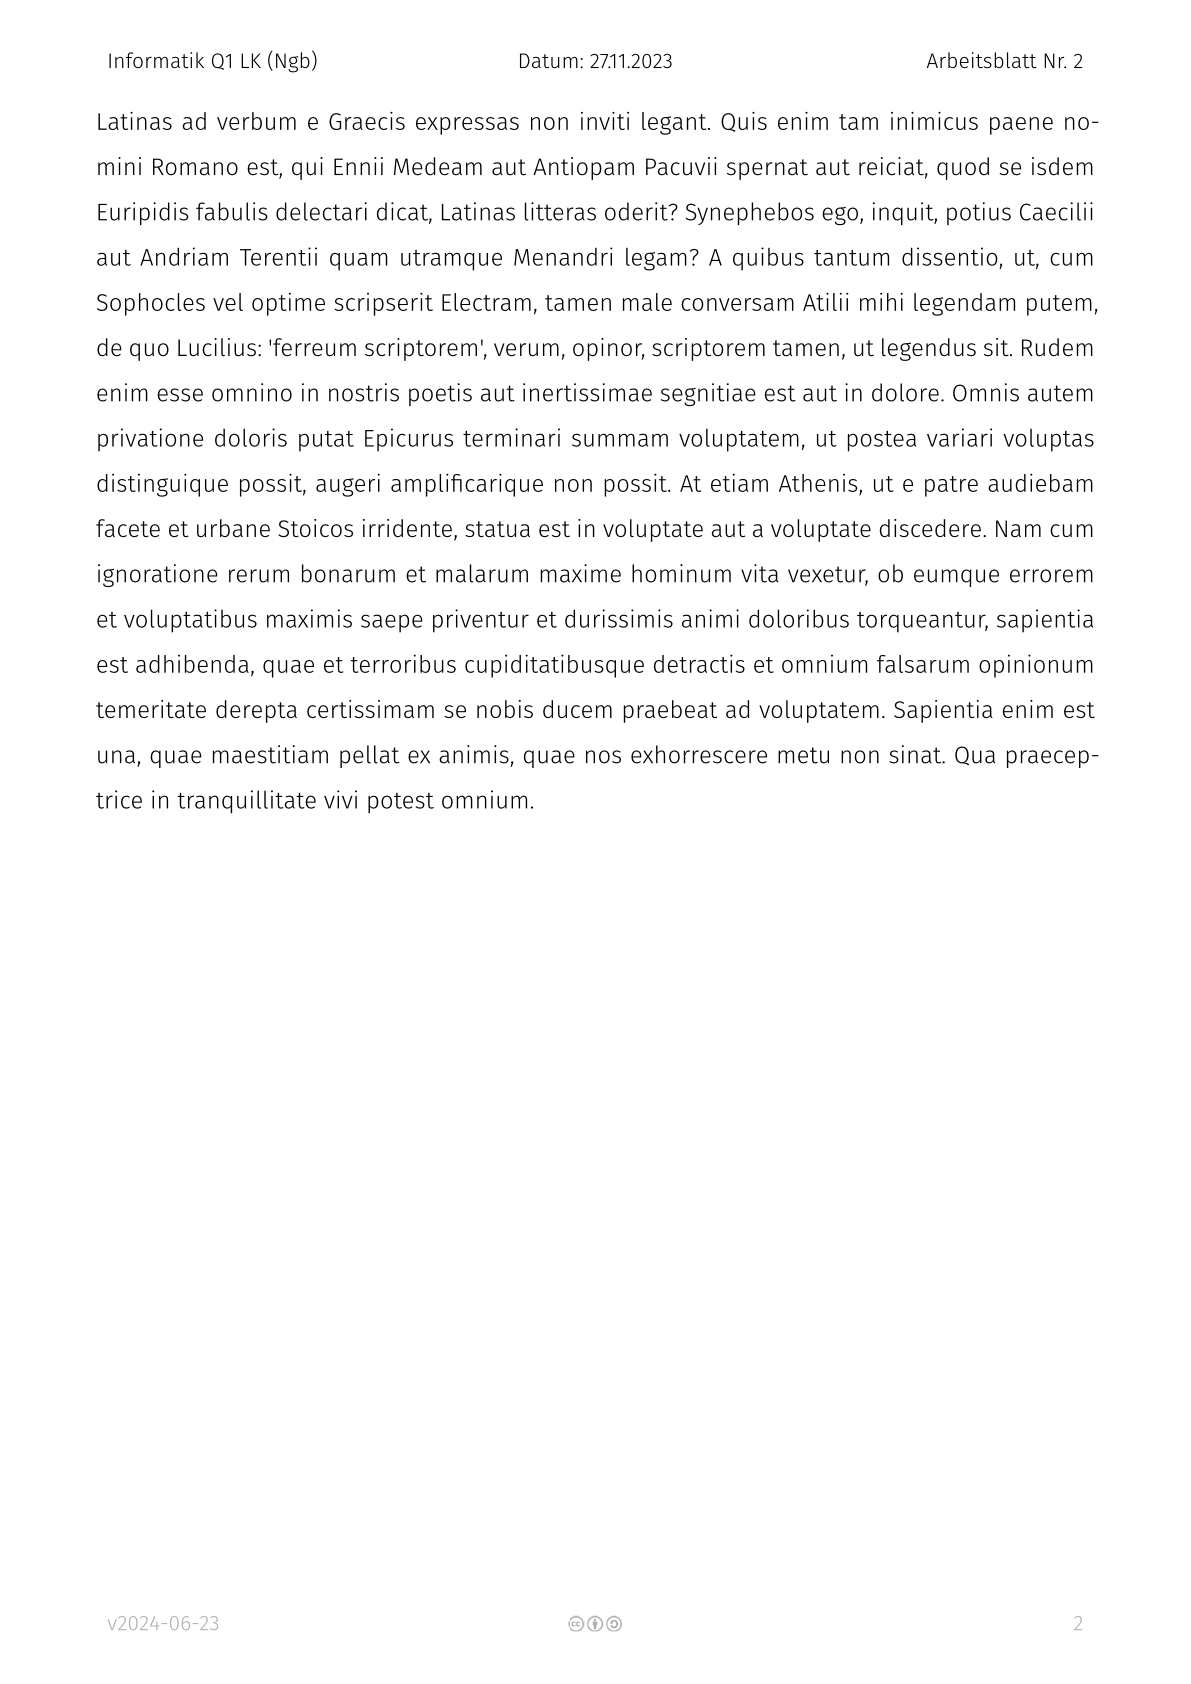 Informatik Q1 LK (Ngb) Datum: 27.11.2023 Arbeitsblatt Nr. 2
Latinas ad verbum e Graecis expressas non inviti legant. Quis enim tam inimicus paene no-
mini Romano est, qui Ennii Medeam aut Antiopam Pacuvii spernat aut reiciat, quod se isdem
Euripidis fabulis delectari dicat, Latinas litteras oderit? Synephebos ego, inquit, potius Caecilii
aut Andriam Terentii quam utramque Menandri legam? A quibus tantum dissentio, ut, cum
Sophocles vel optime scripserit Electram, tamen male conversam Atilii mihi legendam putem,
de quo Lucilius: 'ferreum scriptorem', verum, opinor, scriptorem tamen, ut legendus sit. Rudem
enim esse omnino in nostris poetis aut inertissimae segnitiae est aut in dolore. Omnis autem
privatione doloris putat Epicurus terminari summam voluptatem, ut postea variari voluptas
distinguique possit, augeri amplificarique non possit. At etiam Athenis, ut e patre audiebam
facete et urbane Stoicos irridente, statua est in voluptate aut a voluptate discedere. Nam cum
ignoratione rerum bonarum et malarum maxime hominum vita vexetur, ob eumque errorem
et voluptatibus maximis saepe priventur et durissimis animi doloribus torqueantur, sapientia
est adhibenda, quae et terroribus cupiditatibusque detractis et omnium falsarum opinionum
temeritate derepta certissimam se nobis ducem praebeat ad voluptatem. Sapientia enim est
una, quae maestitiam pellat ex animis, quae nos exhorrescere metu non sinat. Qua praecep-
trice in tranquillitate vivi potest omnium.
v2024-06-23 cc 2